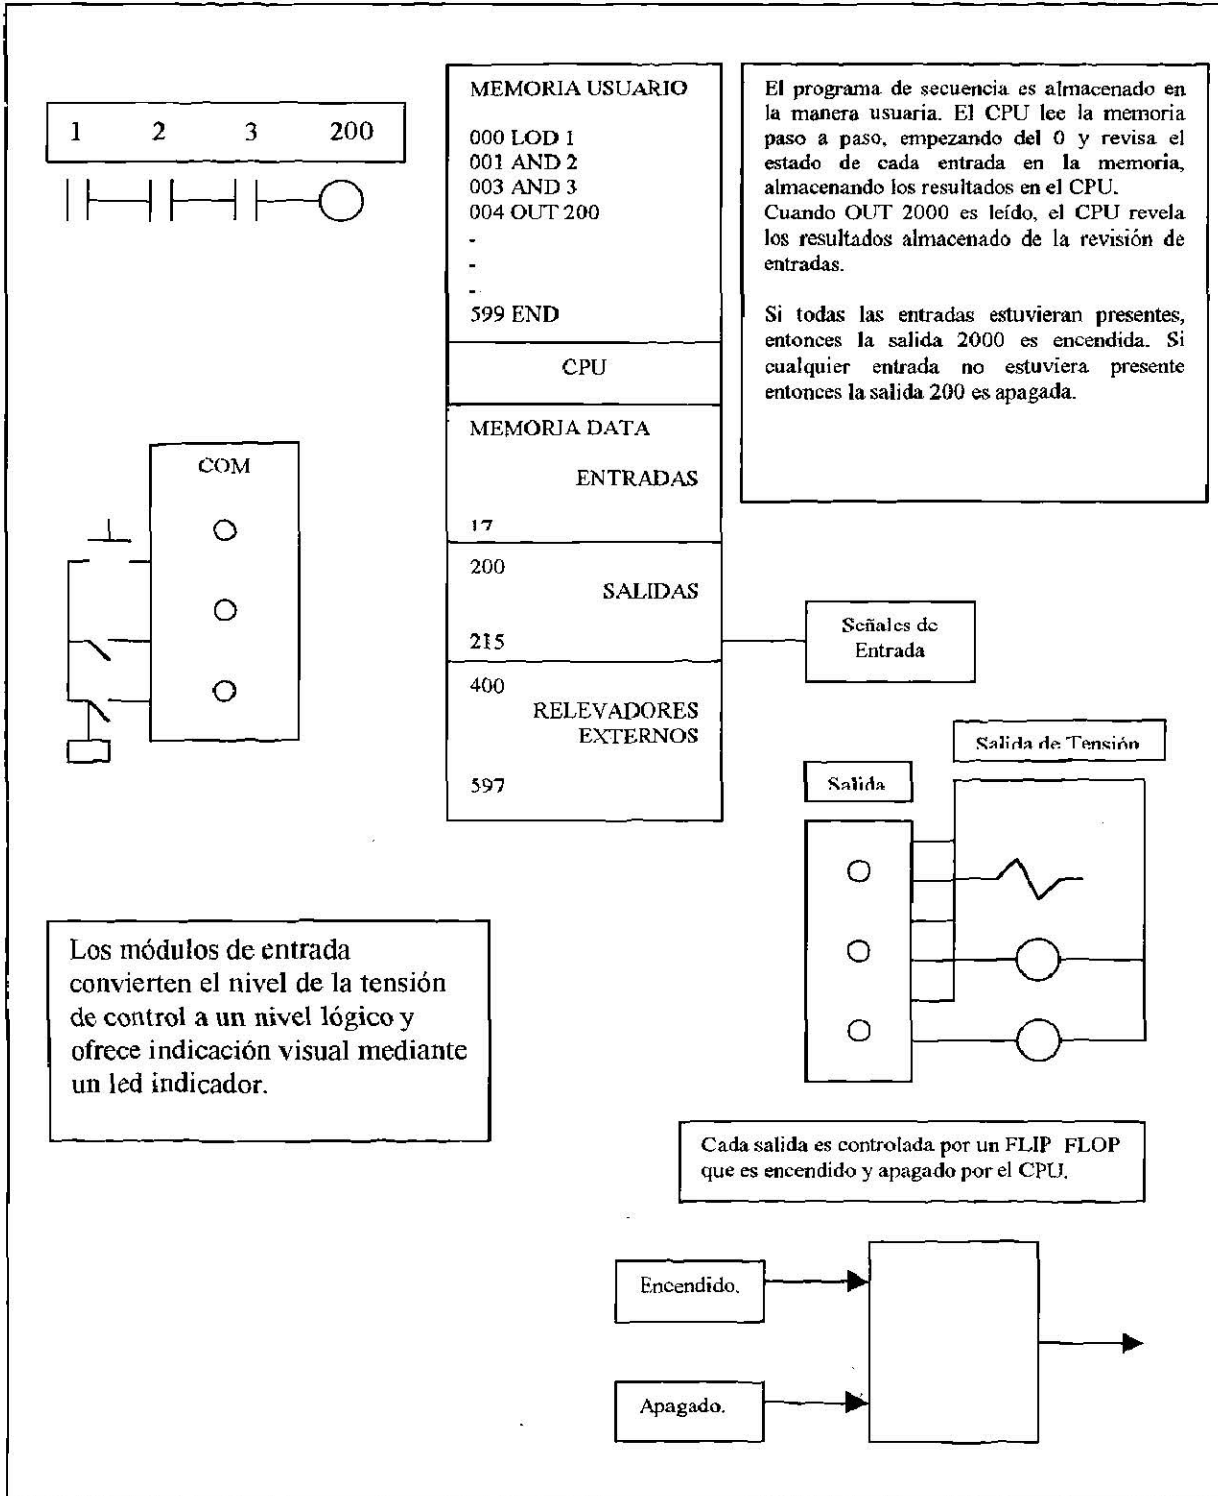 1 2 3 200
MEMORIA USUARIO
000 LOD 1
001 AND 2
003 AND 3
004 OUT 200
-
-
-
599 END
CPU
MEMORIA DATA
ENTRADAS
17
200
SALIDAS
215
400
RELEVADORES
EXTERNOS
597
El programa de secuencia es almacenado en
la manera usuaria. El CPU lee la memoria
paso a paso, empezando del 0 y revisa el
estado de cada entrada en la memoria,
almacenando los resultados en el CPU.
Cuando OUT 2000 es leído, el CPU revela
los resultados almacenado de la revisión de
entradas.
Si todas las entradas estuvieran presentes,
entonces la salida 2000 es encendida. Si
cualquier entrada no estuviera presente
entonces la salida 200 es apagada.
COM
Señales de
Entrada
Salida de Tensión
Salida
Los módulos de entrada
convierten el nivel de la tensión
de control a un nivel lógico y
ofrece indicación visual mediante
un led indicador.
Cada salida es controlada por un FLIP FLOP
que es encendido y apagado por el CPU.
Encendido.
Apagado.